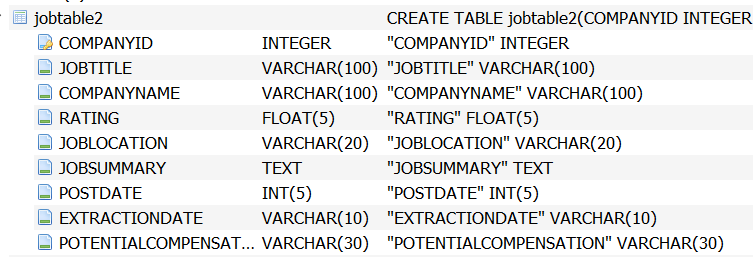 jobtable2 CREATE TABLE jobtable2(COMPANYID INTEGER
COMPANYID INTEGER "COMPANYID" INTEGER
JOBTITLE VARCHAR(100) "JOBTITLE" VARCHAR(100)
COMPANYNAME VARCHAR(100) "COMPANYNAME" VARCHAR(100)
RATING FLOAT(5) "RATING" FLOAT(5)
JOBLOCATION VARCHAR(20) "JOBLOCATION" VARCHAR(20)
JOBSUMMARY TEXT "JOBSUMMARY" TEXT
POSTDATE INT(5) "POSTDATE" INT(5)
EXTRACTIONDATE VARCHAR(10) "EXTRACTIONDATE" VARCHAR(10)
POTENTIALCOMPENSAT... VARCHAR(30) "POTENTIALCOMPENSATION" VARCHAR(30)